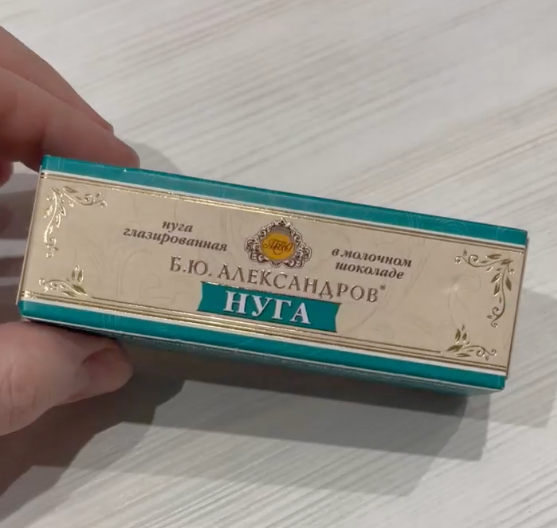 нуга
глазированная
в молочном
шоколаде
Б.Ю. АЛЕКСАНДРОВ®
НУГА